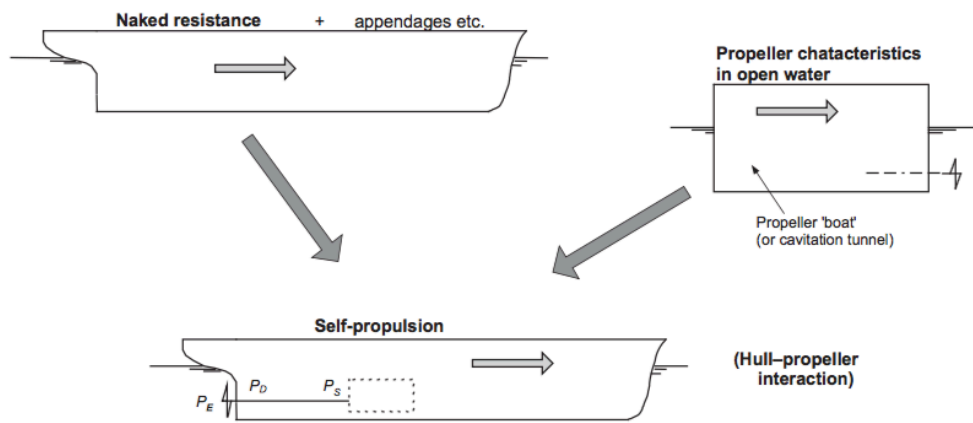 Naked resistance + appendages etc.
Propeller chatacteristics
in open water
Propeller 'boat'
(or cavitation tunnel)
Self-propulsion
(Hull–propeller
interaction)
P_D
P_S
P_E